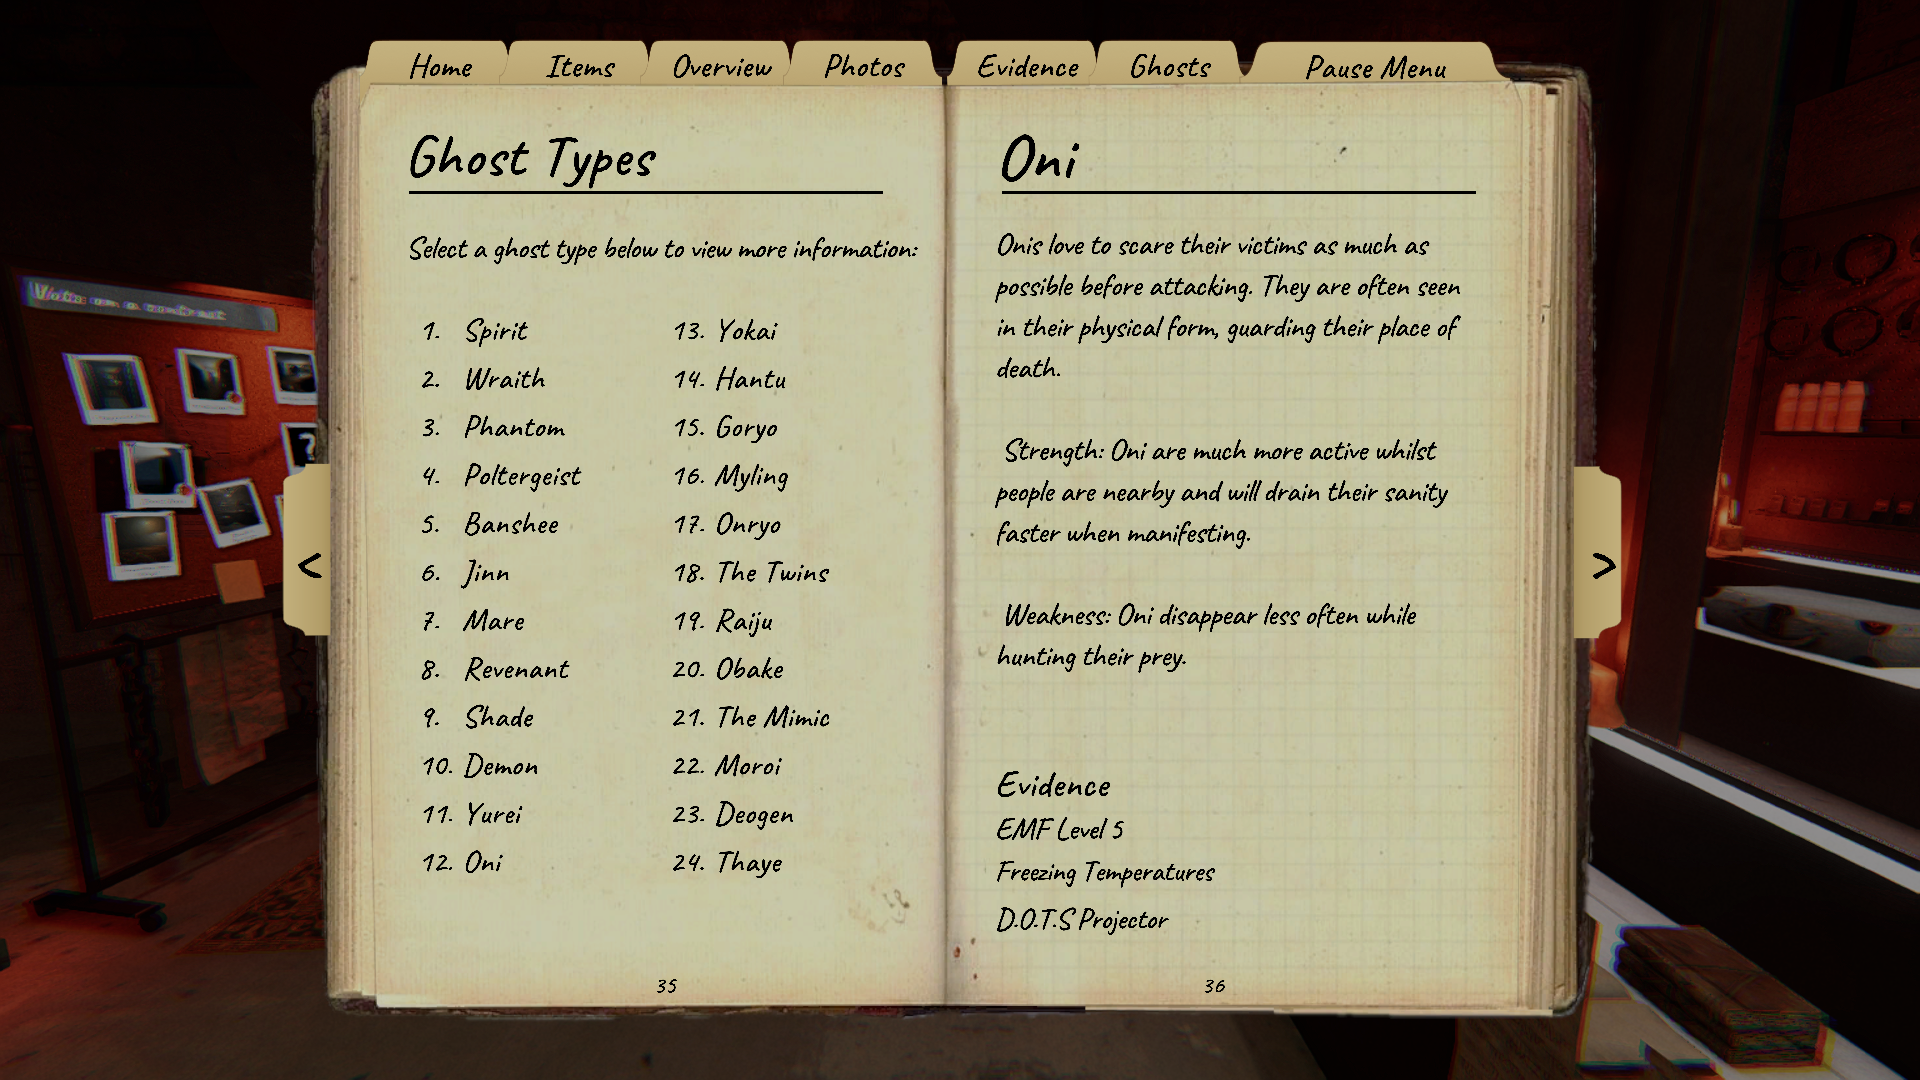 Home Items Overview Photos Evidence Ghosts Pause Menu
Ghost Types
Select a ghost type below to view more information:
1. Spirit
2. Wraith
3. Phantom
4. Poltergeist
5. Banshee
6. Jinn
7. Mare
8. Revenant
9. Shade
10. Demon
11. Yurei
12. Oni
13. Yokai
14. Hantu
15. Goryo
16. Myling
17. Onryo
18. The Twins
19. Raiju
20. Obake
21. The Mimic
22. Moroi
23. Deogen
24. Thaye
35
<
Oni
Onis love to scare their victims as much as
possible before attacking. They are often seen
in their physical form, guarding their place of
death.
Strength: Oni are much more active whilst
people are nearby and will drain their sanity
faster when manifesting.
Weakness: Oni disappear less often while
hunting their prey.
Evidence
EMF Level 5
Freezing Temperatures
D.O.T.S Projector
36
>
?